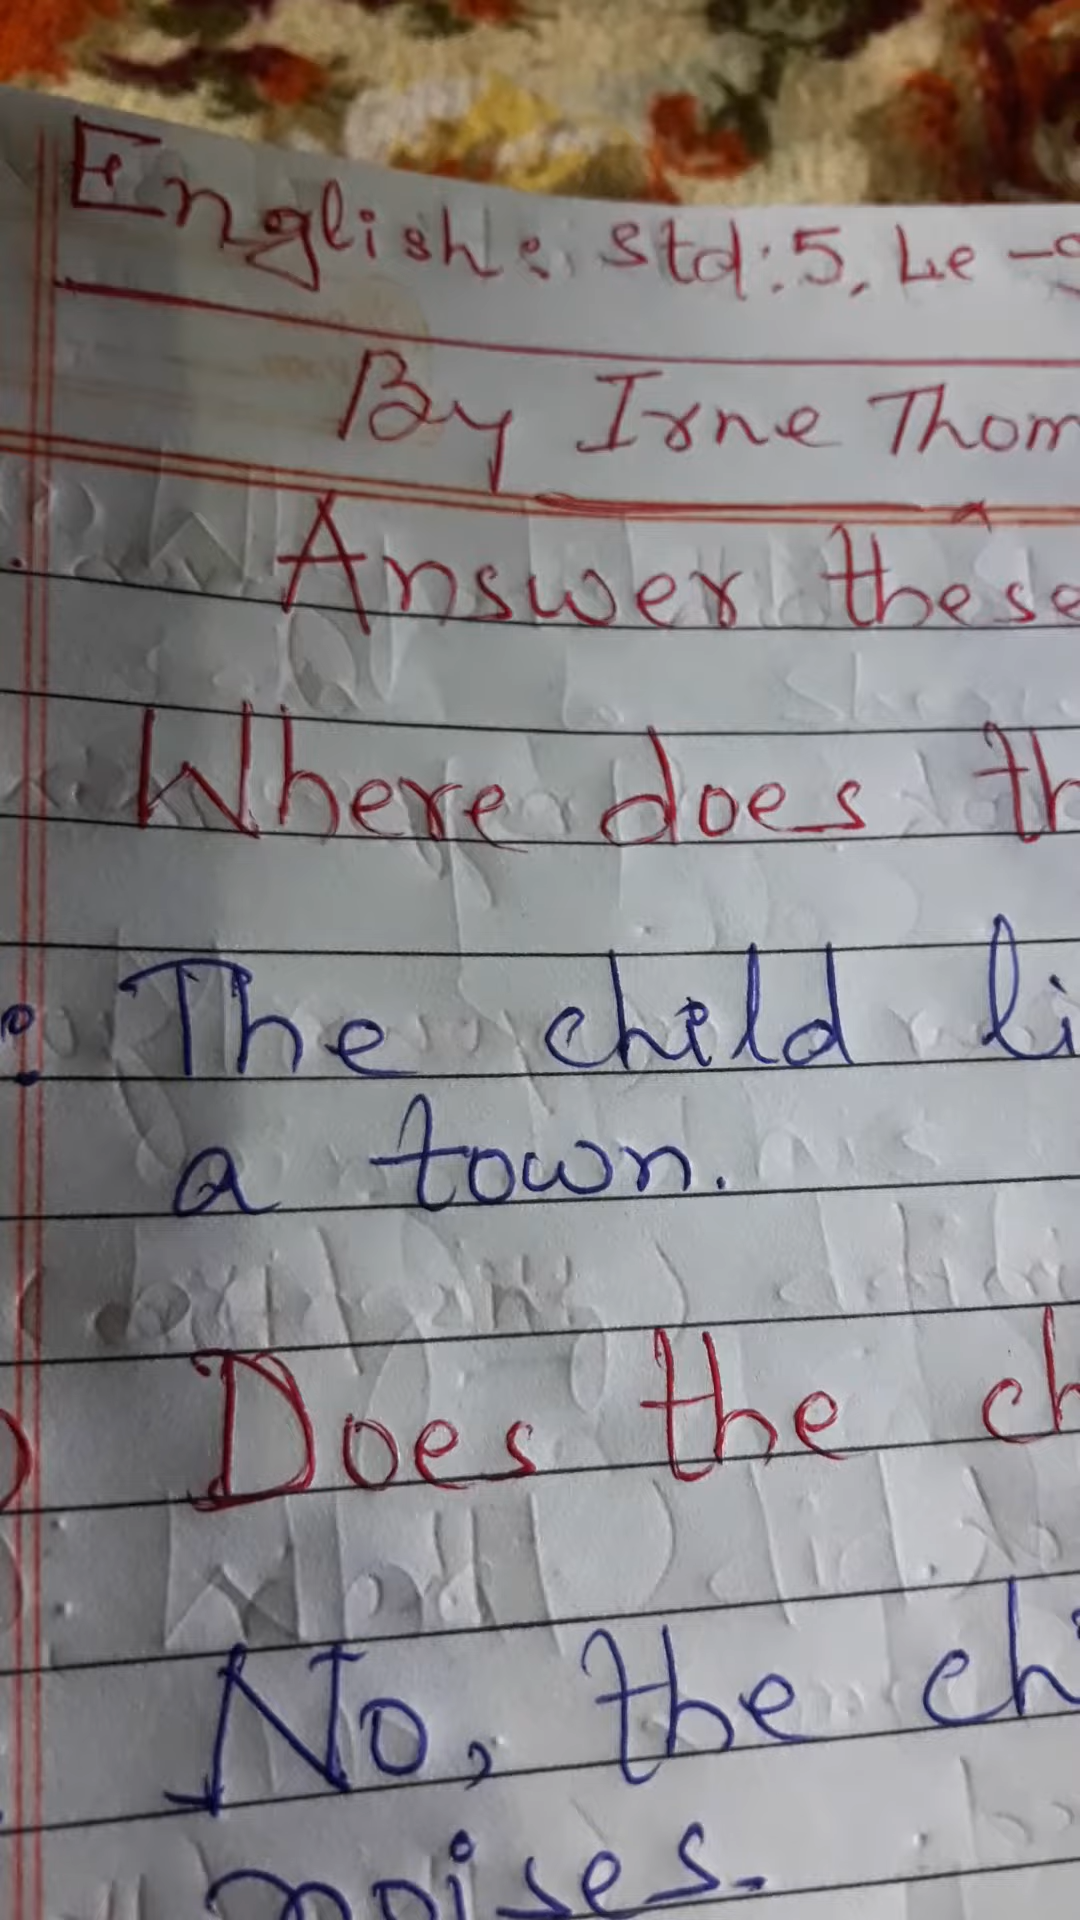 English: Std: 5, Le -
By Irne Thom
Answer these
Where does th
The child li
a town.
Does the ch
No, the chi
noises.